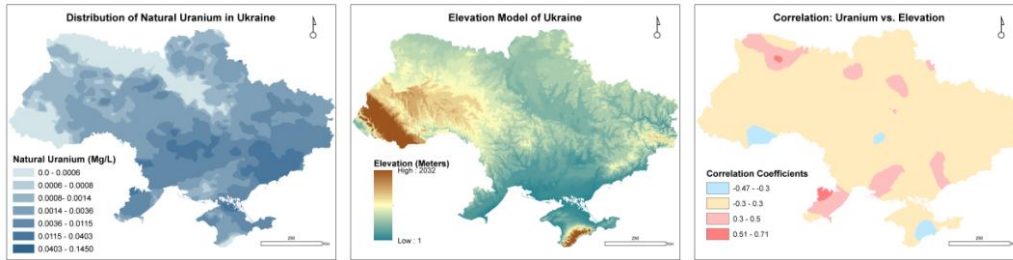 Distribution of Natural Uranium in Ukraine
Natural Uranium (Mg/L)
0.0 - 0.0006
0.0006 - 0.0008
0.0008- 0.0014
0.0014 - 0.0036
0.0036 - 0.0115
0.0115 - 0.0403
0.0403 - 0.1450
Elevation Model of Ukraine
Elevation (Meters)
High : 2032
Low : 1
Correlation: Uranium vs. Elevation
Correlation Coefficients
-0.47 - -0.3
-0.3 - 0.3
0.3 - 0.5
0.51 - 0.71